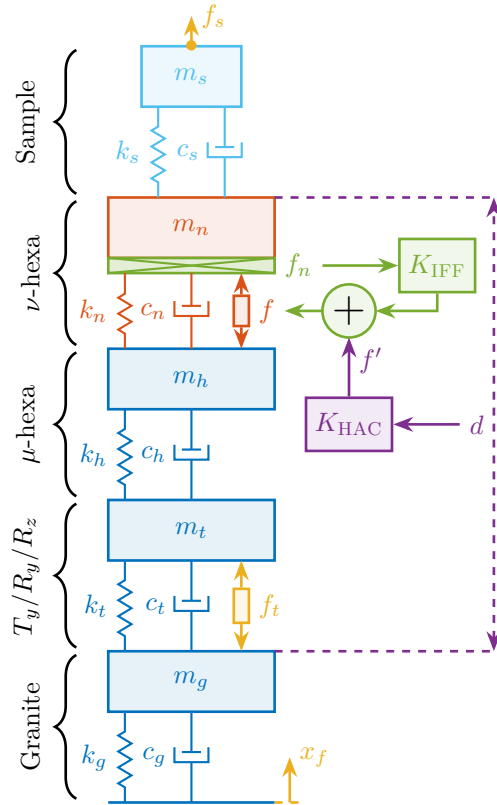 f_s
Sample
m_s
k_s
c_s
ν-hexa
m_n
f_n
K_IFF
k_n
c_n
f
+
f'
μ-hexa
m_h
K_HAC
d
k_h
c_h
T_y/R_y/R_z
m_t
k_t
c_t
f_t
Granite
m_g
k_g
c_g
x_f